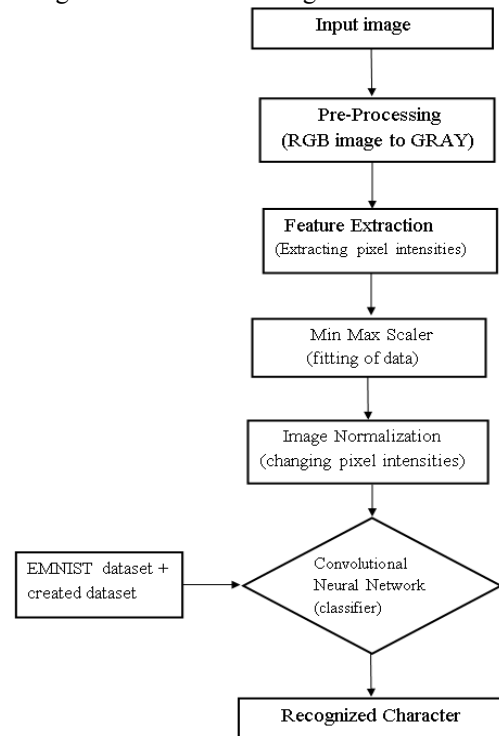 Input image
Pre-Processing
(RGB image to GRAY)
Feature Extraction
(Extracting pixel intensities)
Min Max Scaler
(fitting of data)
Image Normalization
(changing pixel intensities)
EMNIST dataset +
created dataset
Convolutional
Neural Network
(classifier)
Recognized Character